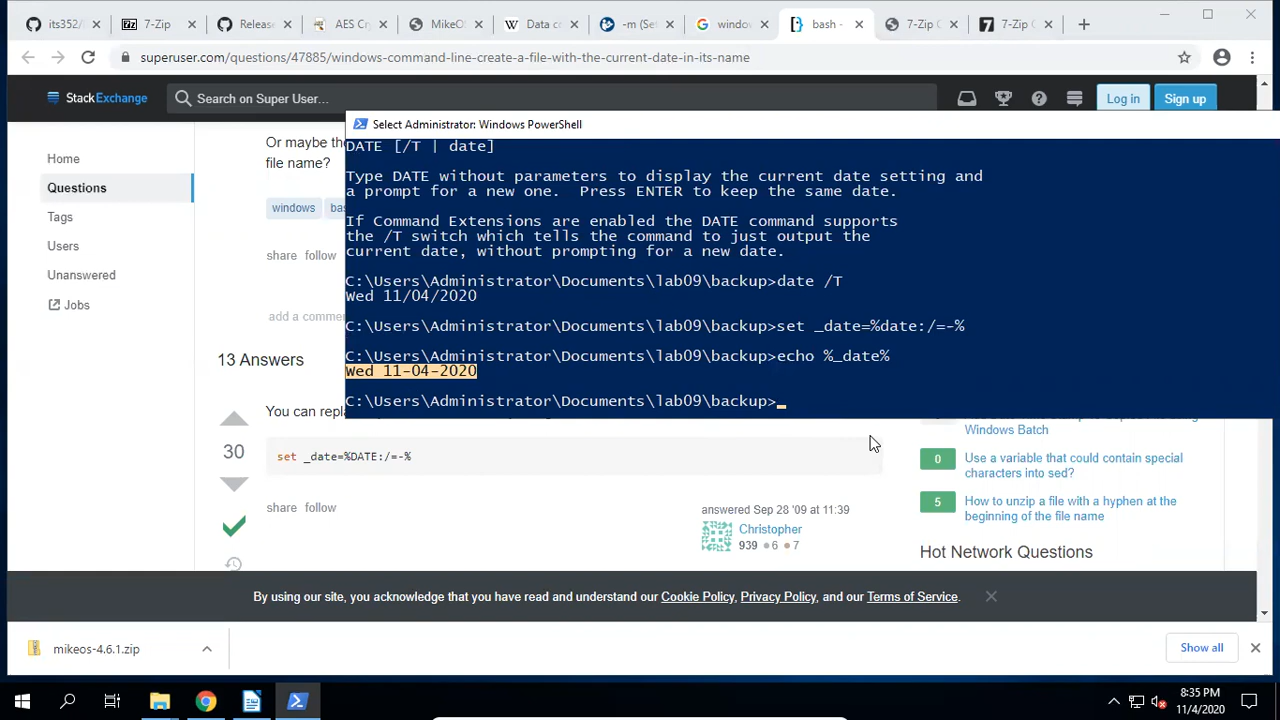 its352/
7-Zip
Release
AES Cry
MikeOS
Data co
-m (Set
window
bash -
7-Zip C
7-Zip C
superuser.com/questions/47885/windows-command-line-create-a-file-with-the-current-date-in-its-name
StackExchange
Search on Super User...
Log in
Sign up
Home
Questions
Tags
Users
Unanswered
Jobs
Or maybe the
file name?
windows
share follow
add a comme
13 Answers
Select Administrator: Windows PowerShell
DATE [/T | date]
Type DATE without parameters to display the current date setting and
a prompt for a new one.  Press ENTER to keep the same date.
If Command Extensions are enabled the DATE command supports
the /T switch which tells the command to just output the
current date, without prompting for a new date.
C:\Users\Administrator\Documents\lab09\backup>date /T
Wed 11/04/2020
C:\Users\Administrator\Documents\lab09\backup>set _date=%date:/=-%
C:\Users\Administrator\Documents\lab09\backup>echo %_date%
Wed 11-04-2020
C:\Users\Administrator\Documents\lab09\backup>_
You can repla
30
set _date=%DATE:/=-%
share follow
answered Sec 28 '09 at 11:39
Christopher
939 ●6 ●7
Windows Batch
0
Use a variable that could contain special
characters into sed?
5
How to unzip a file with a hyphen at the
beginning of the file name
Hot Network Questions
By using our site, you acknowledge that you have read and understand our Cookie Policy, Privacy Policy, and our Terms of Service.
mikeos-4.6.1.zip
Show all
8:35 PM
11/4/2020